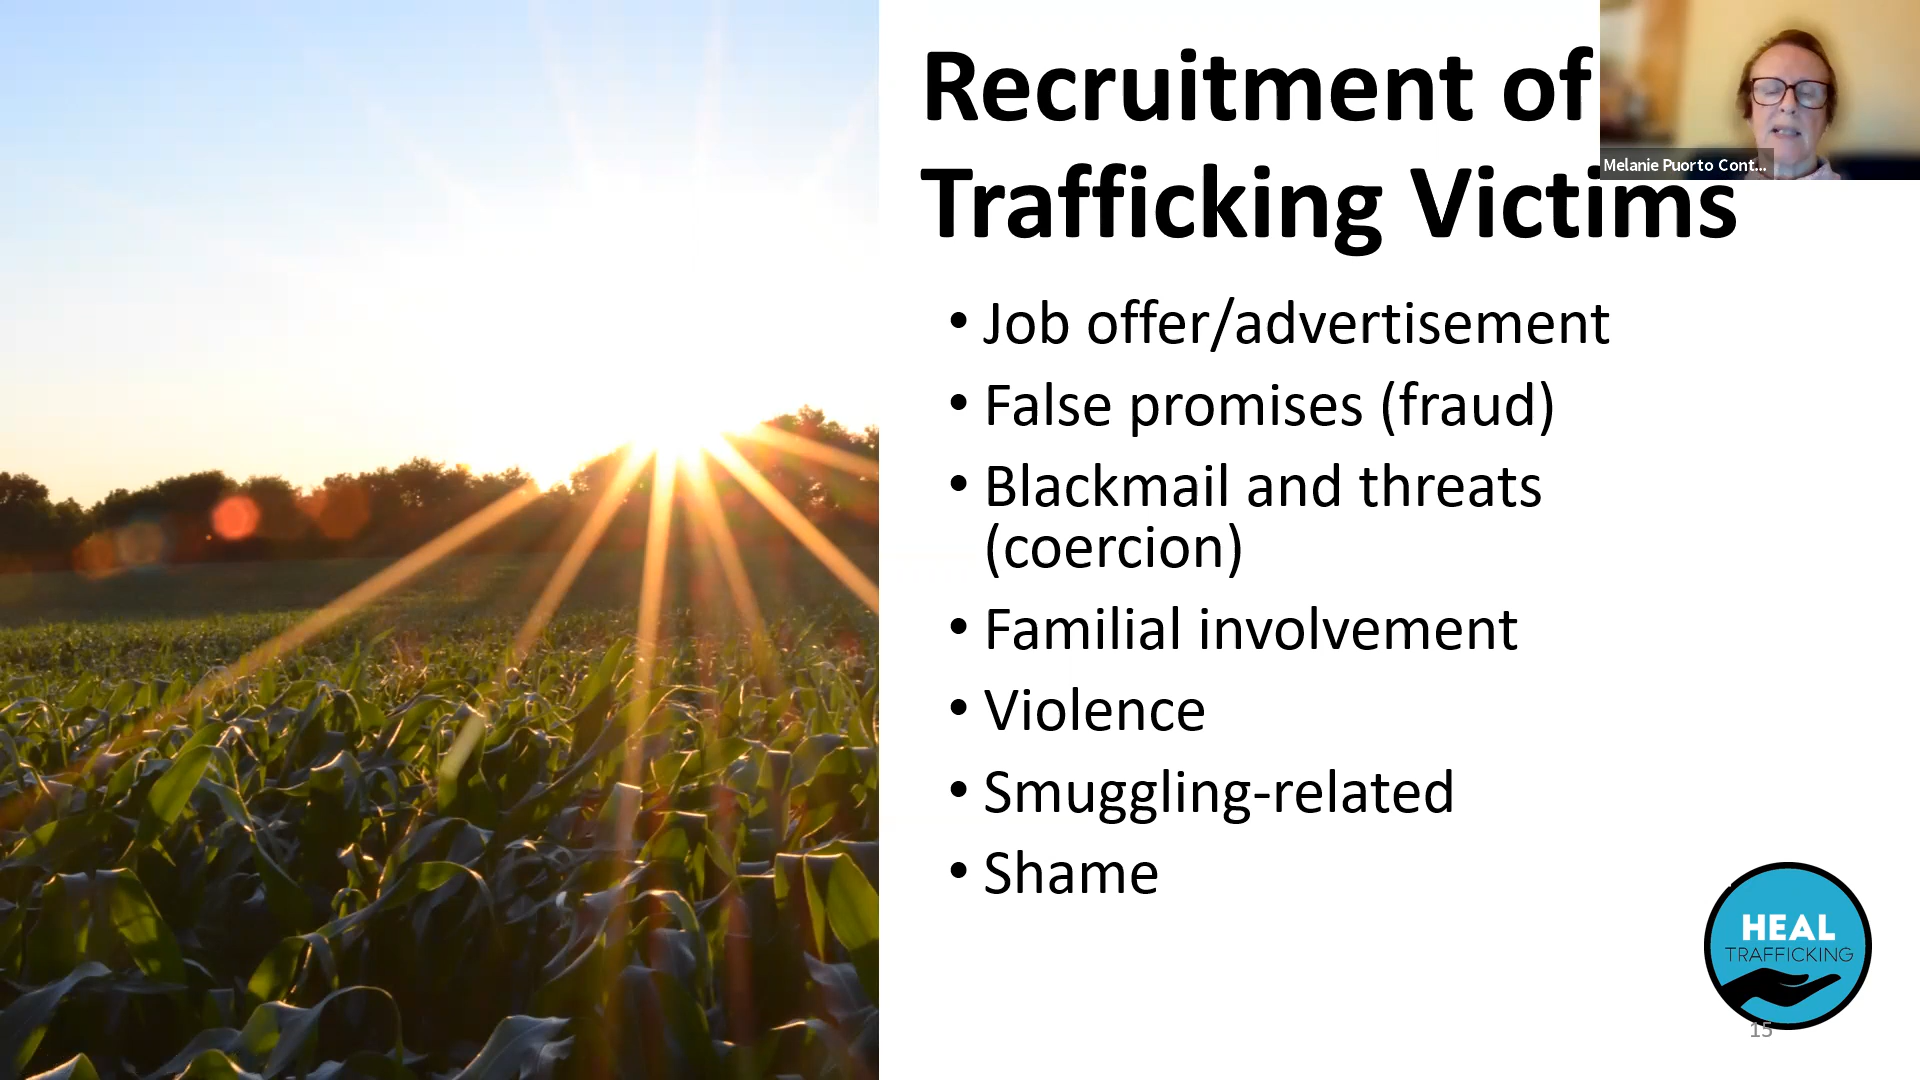 Recruitment of
Trafficking Victims
Melanie Puorto Cont...
• Job offer/advertisement
• False promises (fraud)
• Blackmail and threats
(coercion)
• Familial involvement
• Violence
• Smuggling-related
• Shame
HEAL
TRAFFICKING
15